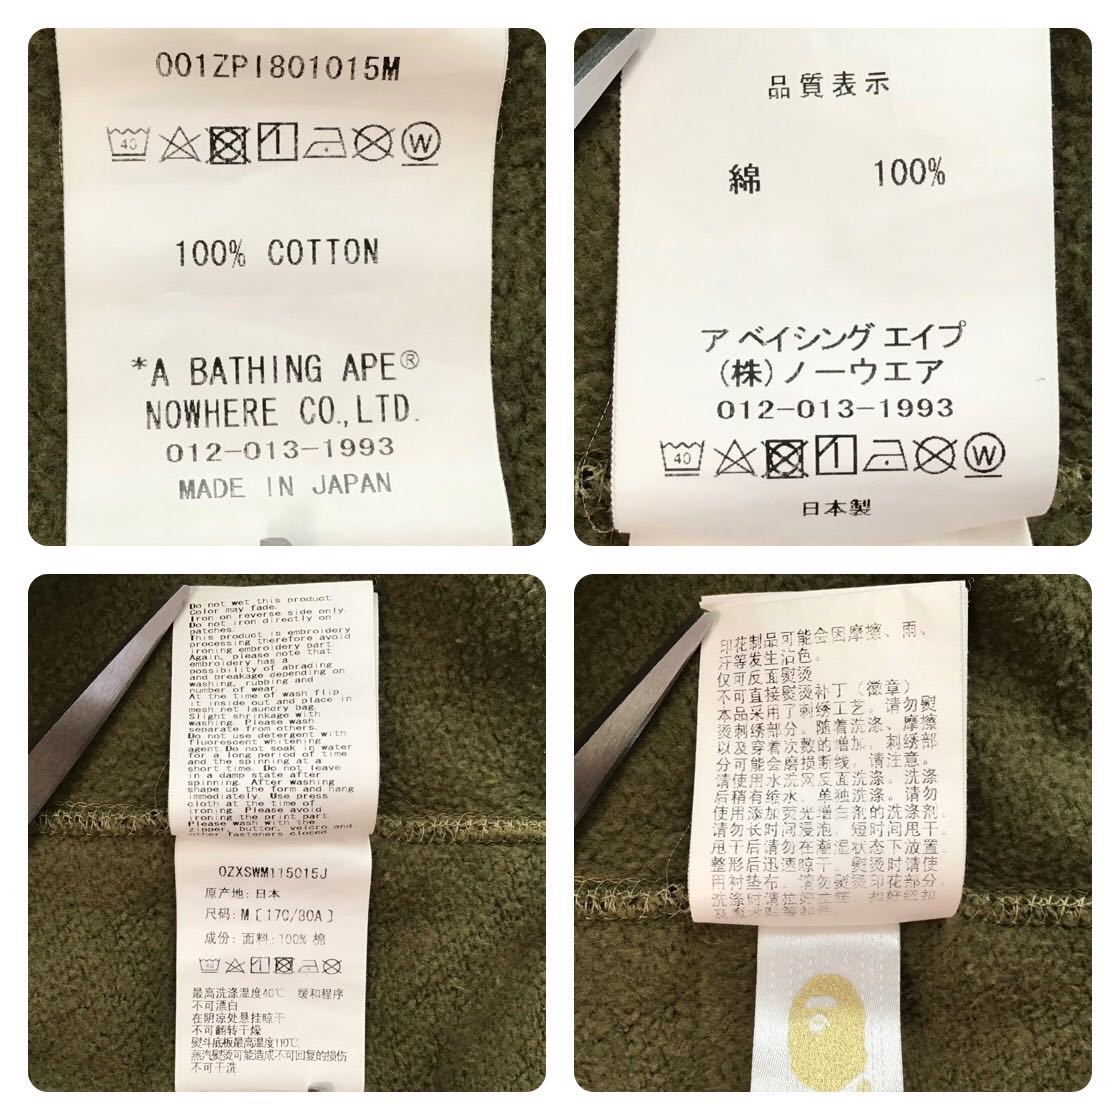 001ZPI801015M
40
W
100% COTTON
*A BATHING APE®
NOWHERE CO.,LTD.
012-013-1993
MADE IN JAPAN
品質表示
綿 100%
ア ベイシング エイプ
(株)ノーウエア
012-013-1993
40
W
日本製
Do not wet this product.
Color may fade.
Iron on reverse side only.
Do not iron directly on
patches.
This product is embroidery
processing therefore avoid
ironing embroidery part.
Again, please note that
embroidery has a
possibility of abrading
and breakage depending on
washing, rubbing and
number of wear.
At the time of wash flip
it inside out and place in
mesh net laundry bag.
Slight shrinkage with
washing. Please wash
separate from others.
Do not use detergent with
fluorescent whitening
agent.Do not soak in water
for a long period of time
and the spinning at a
short time. Do not leave
in a damp state after
spinning. After washing
shape up the form and hang
immediately. Use press
cloth at the time of
ironing. Please avoid
ironing the print part.
Please wash with the
zipper, button, velcro and
other fasteners closed
0ZXSWM115015J
原产地: 日本
尺码: M [170/80A]
成份: 面料:100% 棉
40
最高洗涤温度40℃ 缓和程序
不可漂白
在阴凉处悬挂晾干
不可翻转干燥
熨斗底板最高温度110℃
蒸汽熨烫可能造成不可回复的损伤
不可干洗
印花制品可能会因摩擦、雨、
汗等发生沾色。
仅可反面熨烫
不可直接熨烫补丁（徽章）
本品采用了刺绣工艺。请勿熨
烫刺绣部分。随着洗涤、摩擦
以及穿着次数的增加，刺绣部
分可能会磨损断线，请注意。
请使用水洗网反面洗涤。洗涤
后稍有缩水。单独洗涤。请勿
使用添加荧光增白剂的洗涤剂。
请勿长时间浸泡，短时间甩干。
甩干后请勿在潮湿状态下放置。
整形后迅速晾干。熨烫时请使
用衬垫布。请勿熨烫印花部分。
洗涤时请拉好拉链、扣好纽扣